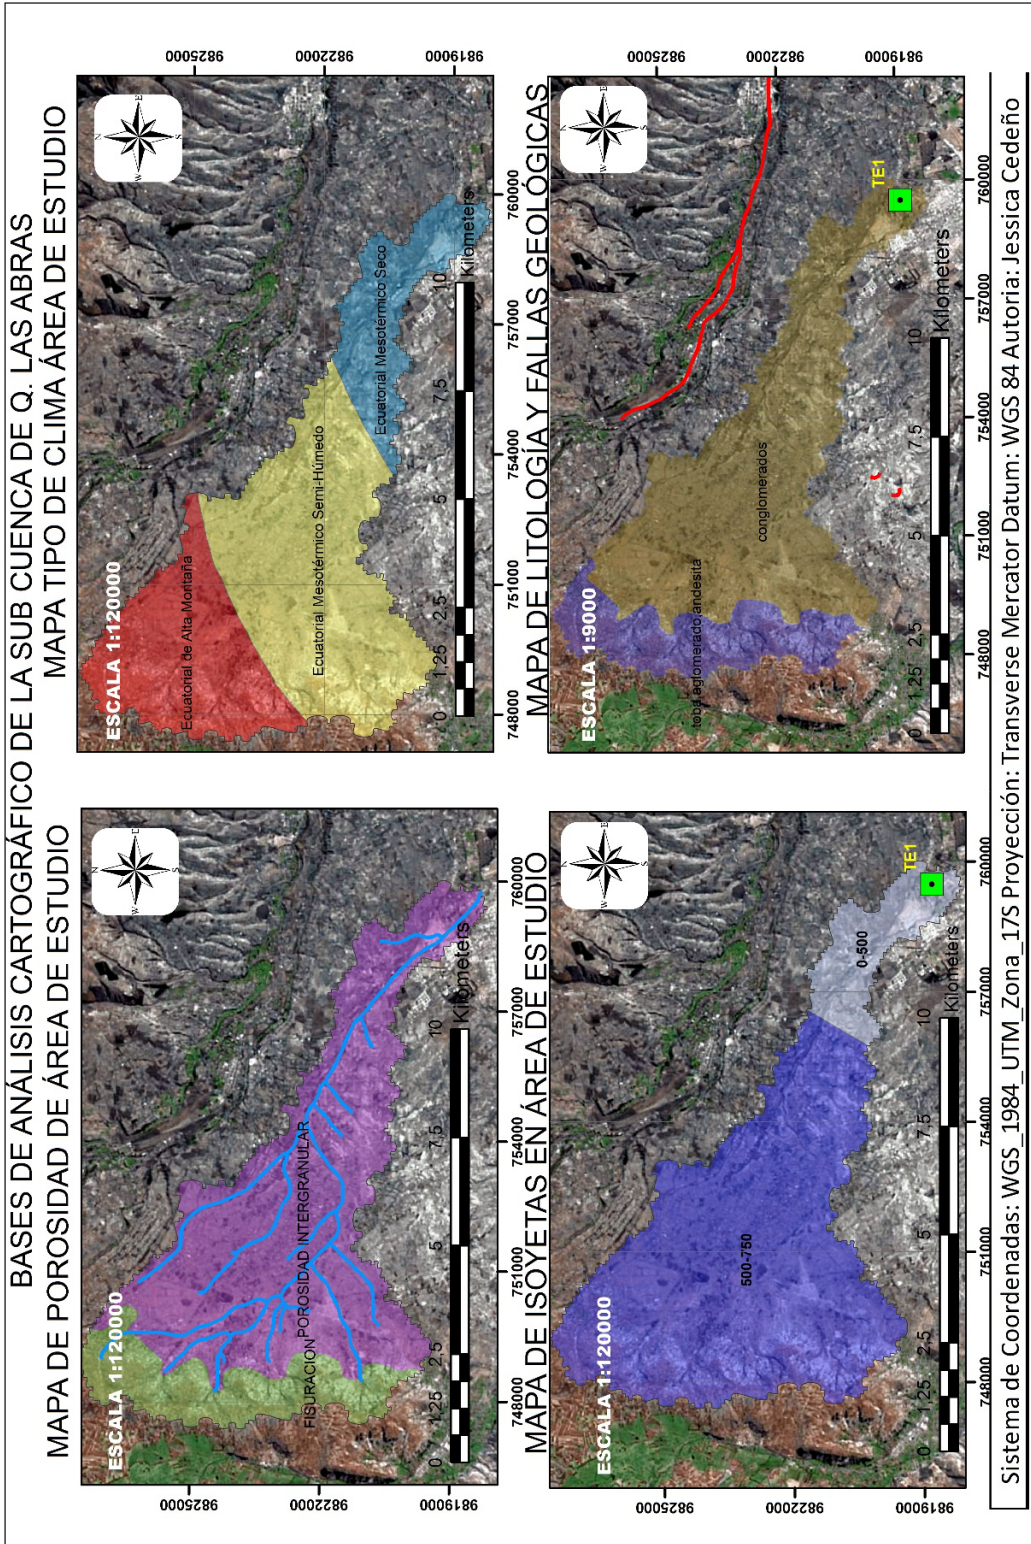 BASES DE ANÁLISIS CARTOGRÁFICO DE LA SUB CUENCA DE Q. LAS ABRAS
MAPA DE POROSIDAD DE ÁREA DE ESTUDIO
ESCALA 1:120000
N
E
S
W
FISURACION
POROSIDAD INTERGRANULAR
0 1,25 2,5 5 7,5 10
Kilometers
748000 751000 754000 757000 760000
9825000
9822000
9819000
MAPA TIPO DE CLIMA ÁREA DE ESTUDIO
ESCALA 1:120000
N
E
S
W
Ecuatorial de Alta Montaña
Ecuatorial Mesotérmico Semi-Húmedo
Ecuatorial Mesotérmico Seco
0 1,25 2,5 5 7,5 10
Kilometers
748000 751000 754000 757000 760000
9825000
9822000
9819000
MAPA DE ISOYETAS EN ÁREA DE ESTUDIO
ESCALA 1:120000
N
E
S
W
500-750
0-500
TE1
0 1,25 2,5 5 7,5 10
Kilometers
748000 751000 754000 757000 760000
9825000
9822000
9819000
MAPA DE LITOLOGÍA Y FALLAS GEOLÓGICAS
ESCALA 1:9000
N
E
S
W
toba,aglomerado,andesita
conglomerados
TE1
0 1,25 2,5 5 7,5 10
Kilometers
748000 751000 754000 757000 760000
9825000
9822000
9819000
Sistema de Coordenadas: WGS_1984_UTM_Zona_17S Proyección: Transverse Mercator Datum: WGS 84 Autoria: Jessica Cedeño